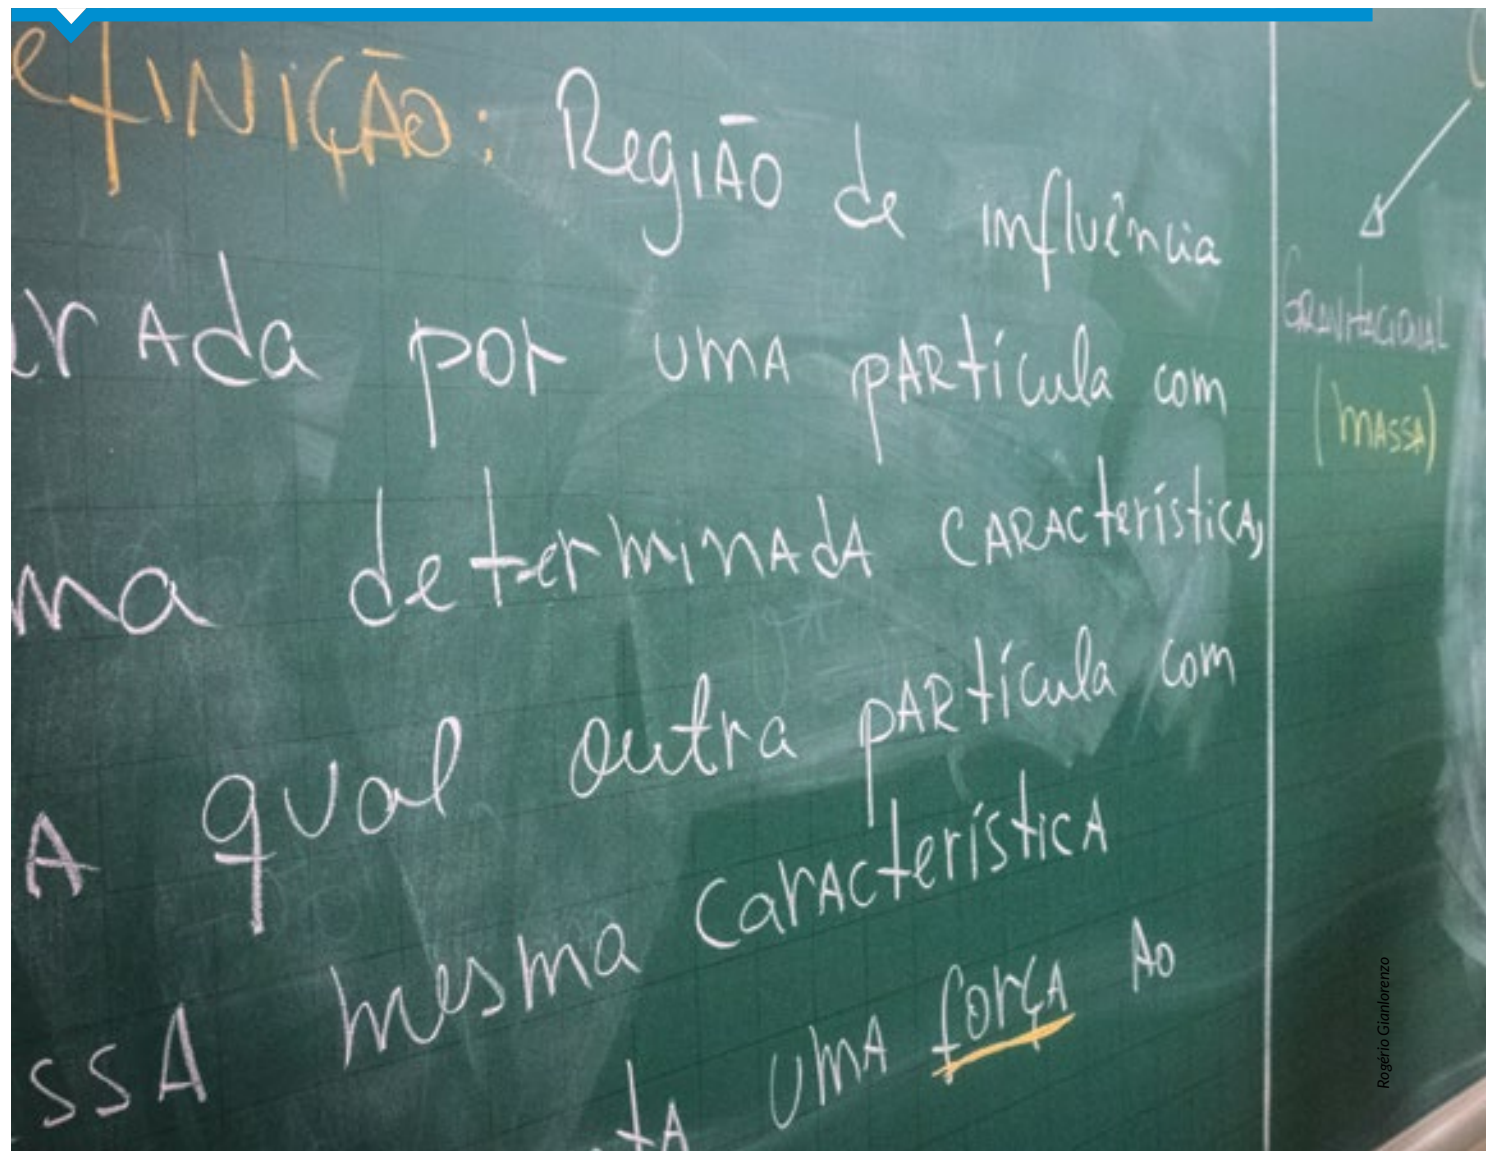 efINIÇÃO: Região de influência
rada por uma partícula com
ma determinada característica,
A qual outra partícula com
ssa mesma característica
ta uma força ao
Gravitacional
(massa)
Rogério Gianlorenzo